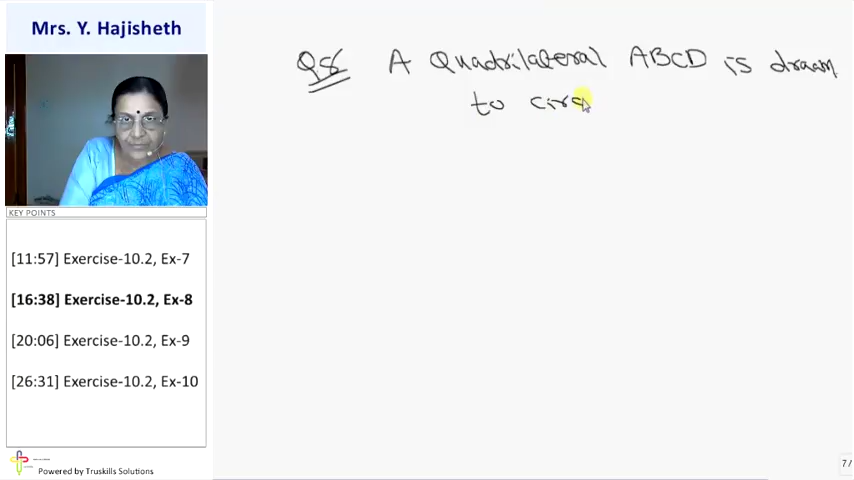 Mrs. Y. Hajisheth
KEY POINTS
[11:57] Exercise-10.2, Ex-7
[16:38] Exercise-10.2, Ex-8
[20:06] Exercise-10.2, Ex-9
[26:31] Exercise-10.2, Ex-10
Powered by Truskills Solutions
Q8 A Quadrilateral ABCD is drawn
to circ
7/